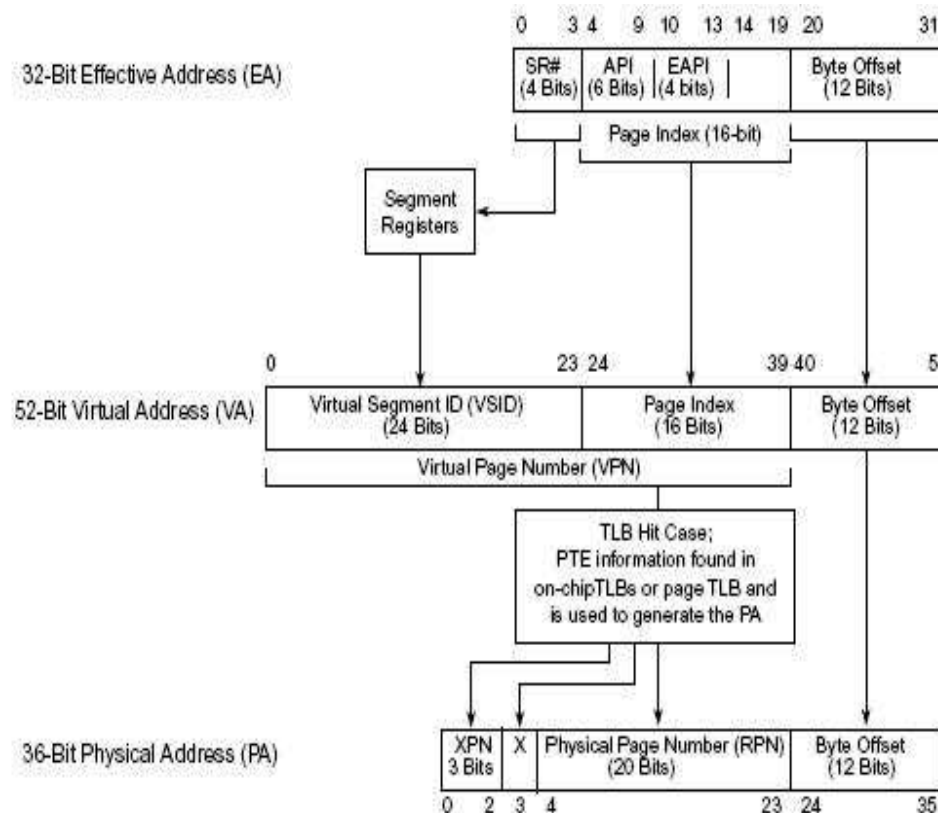 0 3 4 9 10 13 14 19 20 31
32-Bit Effective Address (EA)
SR# API EAPI Byte Offset
(4 Bits) (6 Bits) (4 bits) (12 Bits)
Page Index (16-bit)
Segment
Registers
0 23 24 39 40 5
52-Bit Virtual Address (VA)
Virtual Segment ID (VSID) Page Index Byte Offset
(24 Bits) (16 Bits) (12 Bits)
Virtual Page Number (VPN)
TLB Hit Case;
PTE information found in
on-chipTLBs or page TLB and
is used to generate the PA
36-Bit Physical Address (PA)
XPN X Physical Page Number (RPN) Byte Offset
3 Bits (20 Bits) (12 Bits)
0 2 3 4 23 24 35